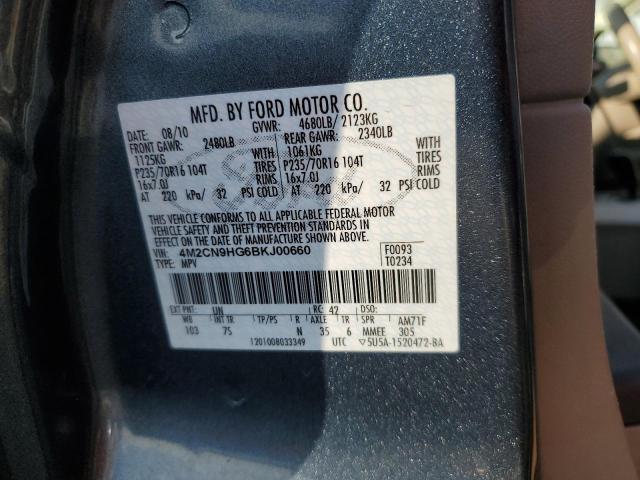 MFD. BY FORD MOTOR CO.
DATE: 08/10 GVWR: 4680LB/ 2123KG
FRONT GAWR: 2480LB REAR GAWR: 2340LB
1125KG WITH 1061KG WITH
P235/70R16 104T TIRES P235/70R16 104T TIRES
16x7.0J RIMS 16x7.0J RIMS
AT 220 kPa/ 32 PSI COLD AT 220 kPa/ 32 PSI COLD
THIS VEHICLE CONFORMS TO ALL APPLICABLE FEDERAL MOTOR
VEHICLE SAFETY AND THEFT PREVENTION STANDARDS IN
EFFECT ON THE DATE OF MANUFACTURE SHOWN ABOVE.
VIN: 4M2CN9HG6BKJ00660 F0093
TYPE: MPV T0234
EXT PNT: UN RC: 42 DSO:
WB INT TR TP/PS R AXLE TR SPR AM71F
103 75 N 35 6 MMEE 305
1201008033349 UTC ▽5U5A-1520472-BA